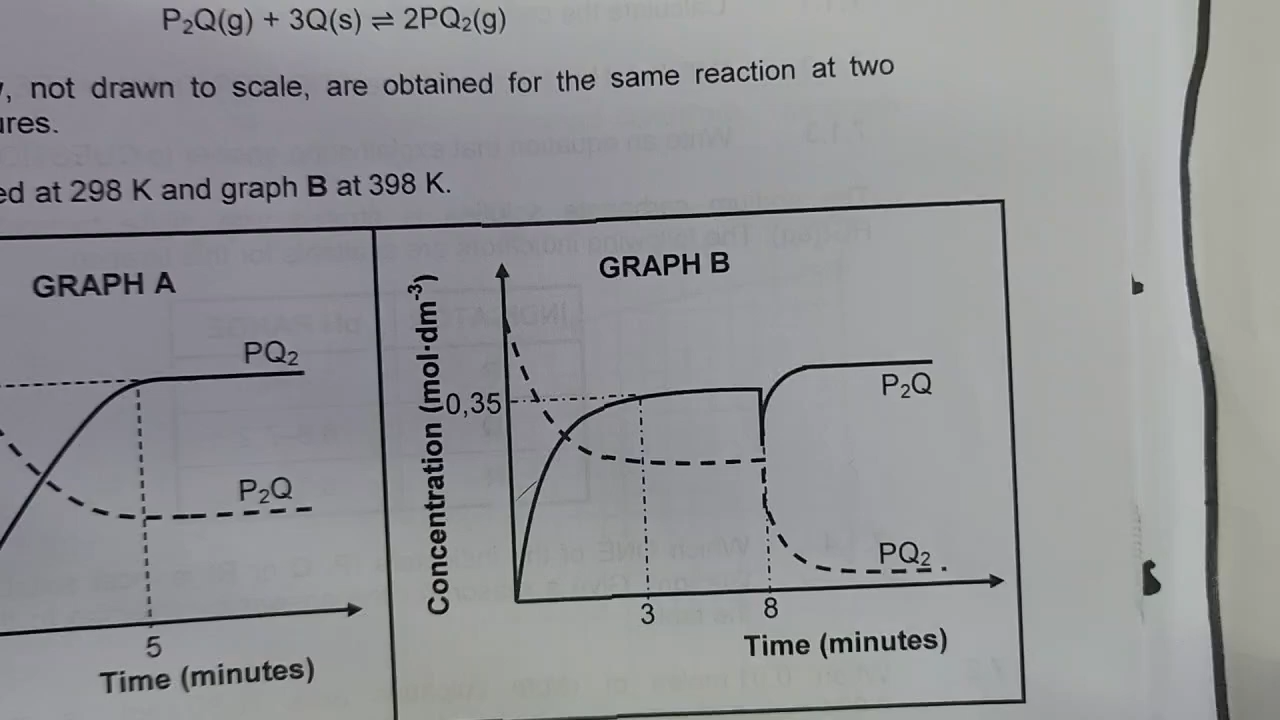 P₂Q(g) + 3Q(s) ⇌ 2PQ₂(g)
, not drawn to scale, are obtained for the same reaction at two
ures.
ed at 298 K and graph B at 398 K.
GRAPH A
PQ₂
P₂Q
5
Time (minutes)
GRAPH B
Concentration (mol·dm⁻³)
0,35
P₂Q
PQ₂
3
8
Time (minutes)